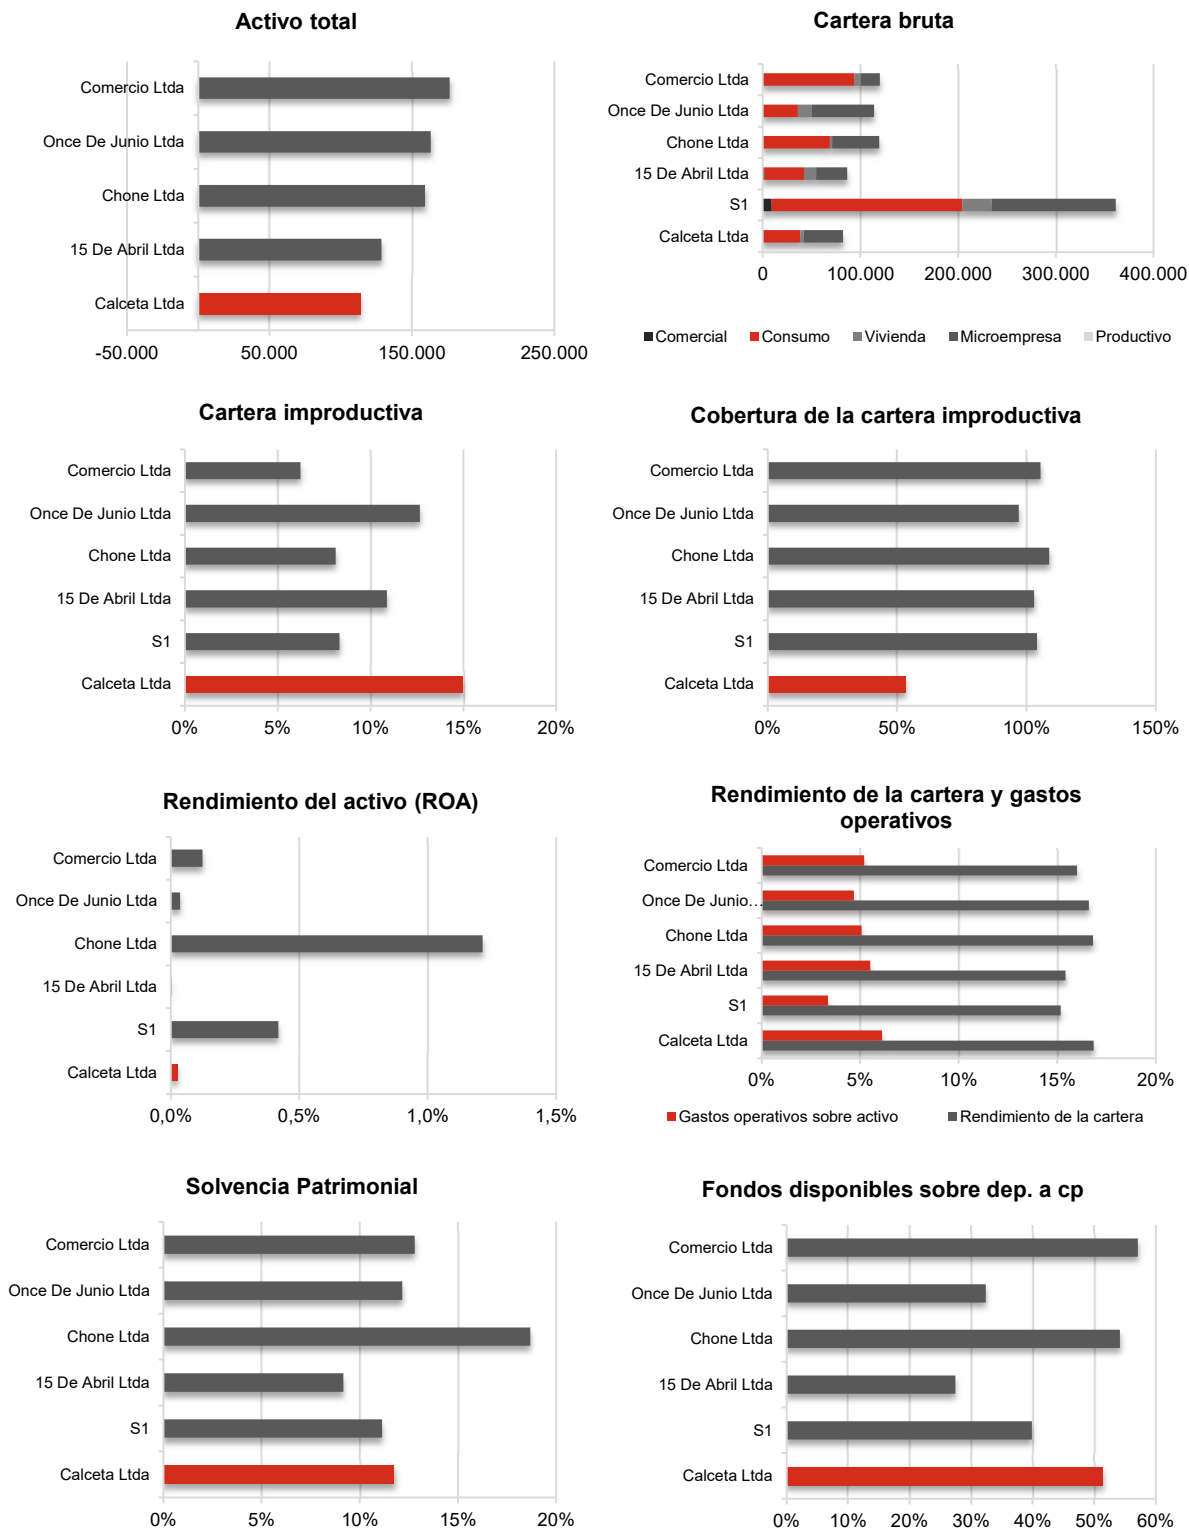 Activo total
Comercio Ltda
Once De Junio Ltda
Chone Ltda
15 De Abril Ltda
Calceta Ltda
-50.000 50.000 150.000 250.000
Cartera bruta
Comercio Ltda
Once De Junio Ltda
Chone Ltda
15 De Abril Ltda
S1
Calceta Ltda
0 100.000 200.000 300.000 400.000
Comercial Consumo Vivienda Microempresa Productivo
Cartera improductiva
Comercio Ltda
Once De Junio Ltda
Chone Ltda
15 De Abril Ltda
S1
Calceta Ltda
0% 5% 10% 15% 20%
Cobertura de la cartera improductiva
Comercio Ltda
Once De Junio Ltda
Chone Ltda
15 De Abril Ltda
S1
Calceta Ltda
0% 50% 100% 150%
Rendimiento del activo (ROA)
Comercio Ltda
Once De Junio Ltda
Chone Ltda
15 De Abril Ltda
S1
Calceta Ltda
0,0% 0,5% 1,0% 1,5%
Rendimiento de la cartera y gastos
operativos
Comercio Ltda
Once De Junio…
Chone Ltda
15 De Abril Ltda
S1
Calceta Ltda
0% 5% 10% 15% 20%
Gastos operativos sobre activo Rendimiento de la cartera
Solvencia Patrimonial
Comercio Ltda
Once De Junio Ltda
Chone Ltda
15 De Abril Ltda
S1
Calceta Ltda
0% 5% 10% 15% 20%
Fondos disponibles sobre dep. a cp
Comercio Ltda
Once De Junio Ltda
Chone Ltda
15 De Abril Ltda
S1
Calceta Ltda
0% 10% 20% 30% 40% 50% 60%